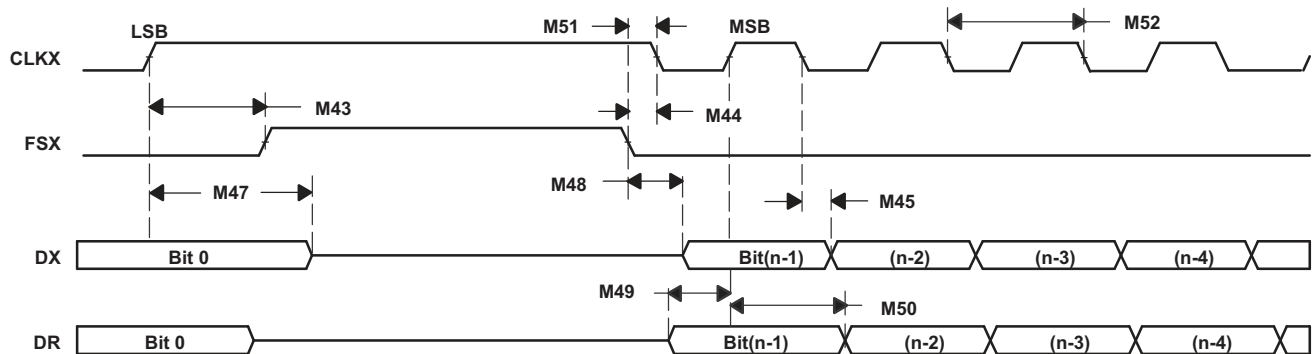 LSB M51 MSB M52
CLKX
M43 M44
FSX
M47 M48 M45
DX Bit 0 Bit(n-1) (n-2) (n-3) (n-4)
M49 M50
DR Bit 0 Bit(n-1) (n-2) (n-3) (n-4)